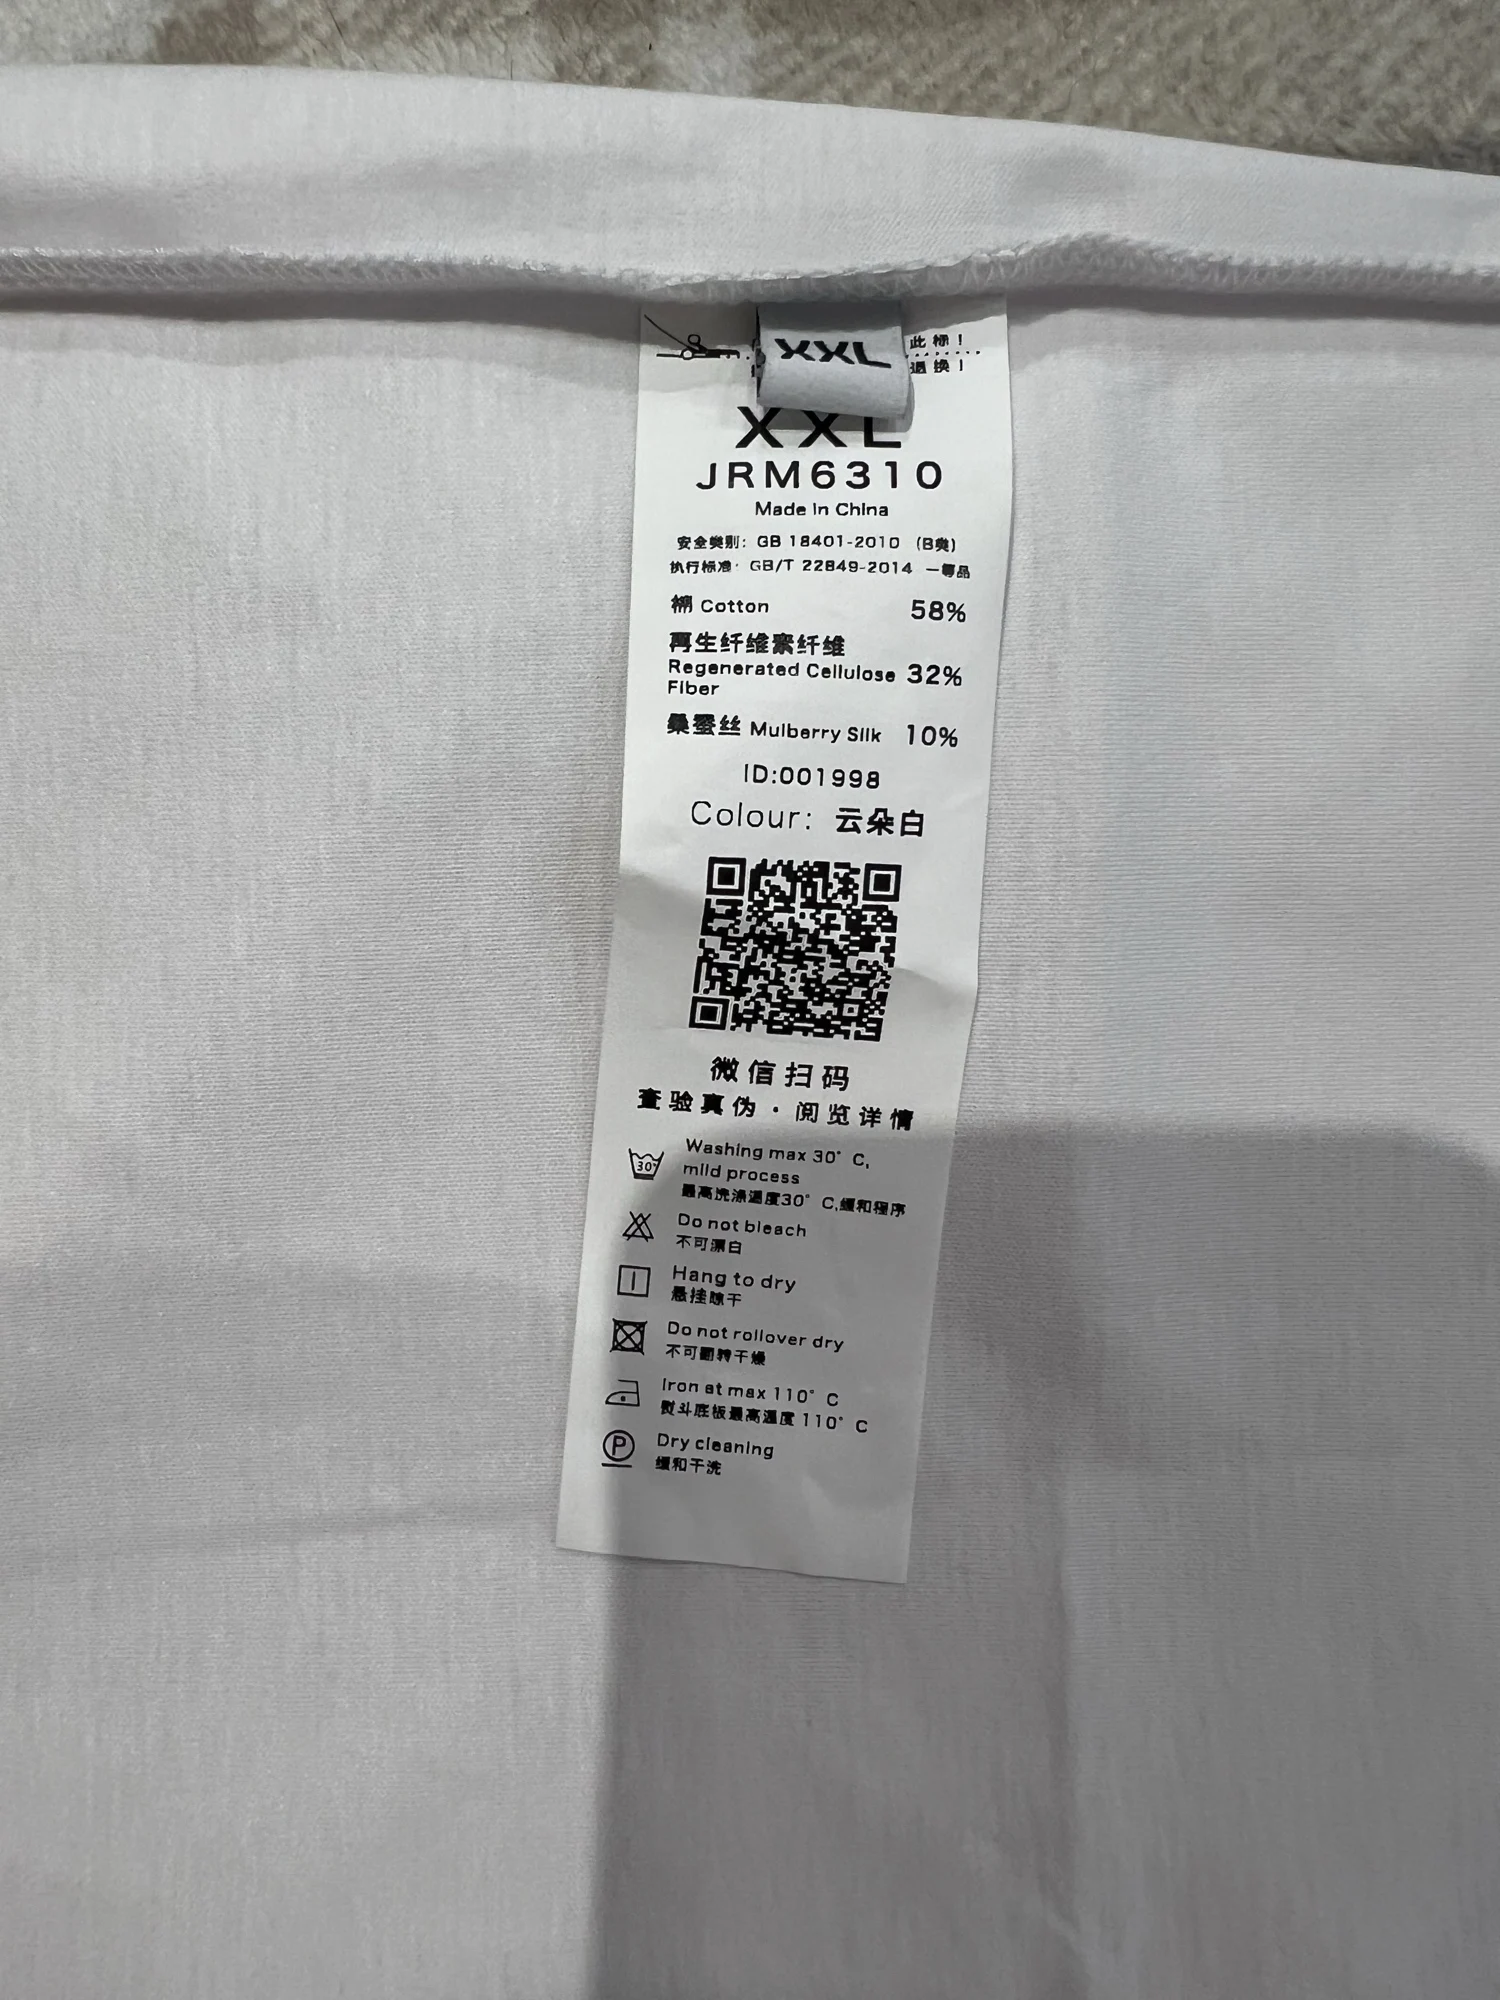 XXL
此标！
退换！
XXL
JRM6310
Made in China
安全类别：GB 18401-2010 （B类）
执行标准：GB/T 22849-2014 一等品
棉 Cotton 58%
再生纤维素纤维
Regenerated Cellulose 32%
Fiber
桑蚕丝 Mulberry Silk 10%
ID:001998
Colour: 云朵白
微信扫码
查验真伪·阅览详情
30°
Washing max 30° C,
mild process
最高洗涤温度30° C,缓和程序
Do not bleach
不可漂白
Hang to dry
悬挂晾干
Do not rollover dry
不可翻转干燥
Iron at max 110° C
熨斗底板最高温度 110° C
P
Dry cleaning
缓和干洗